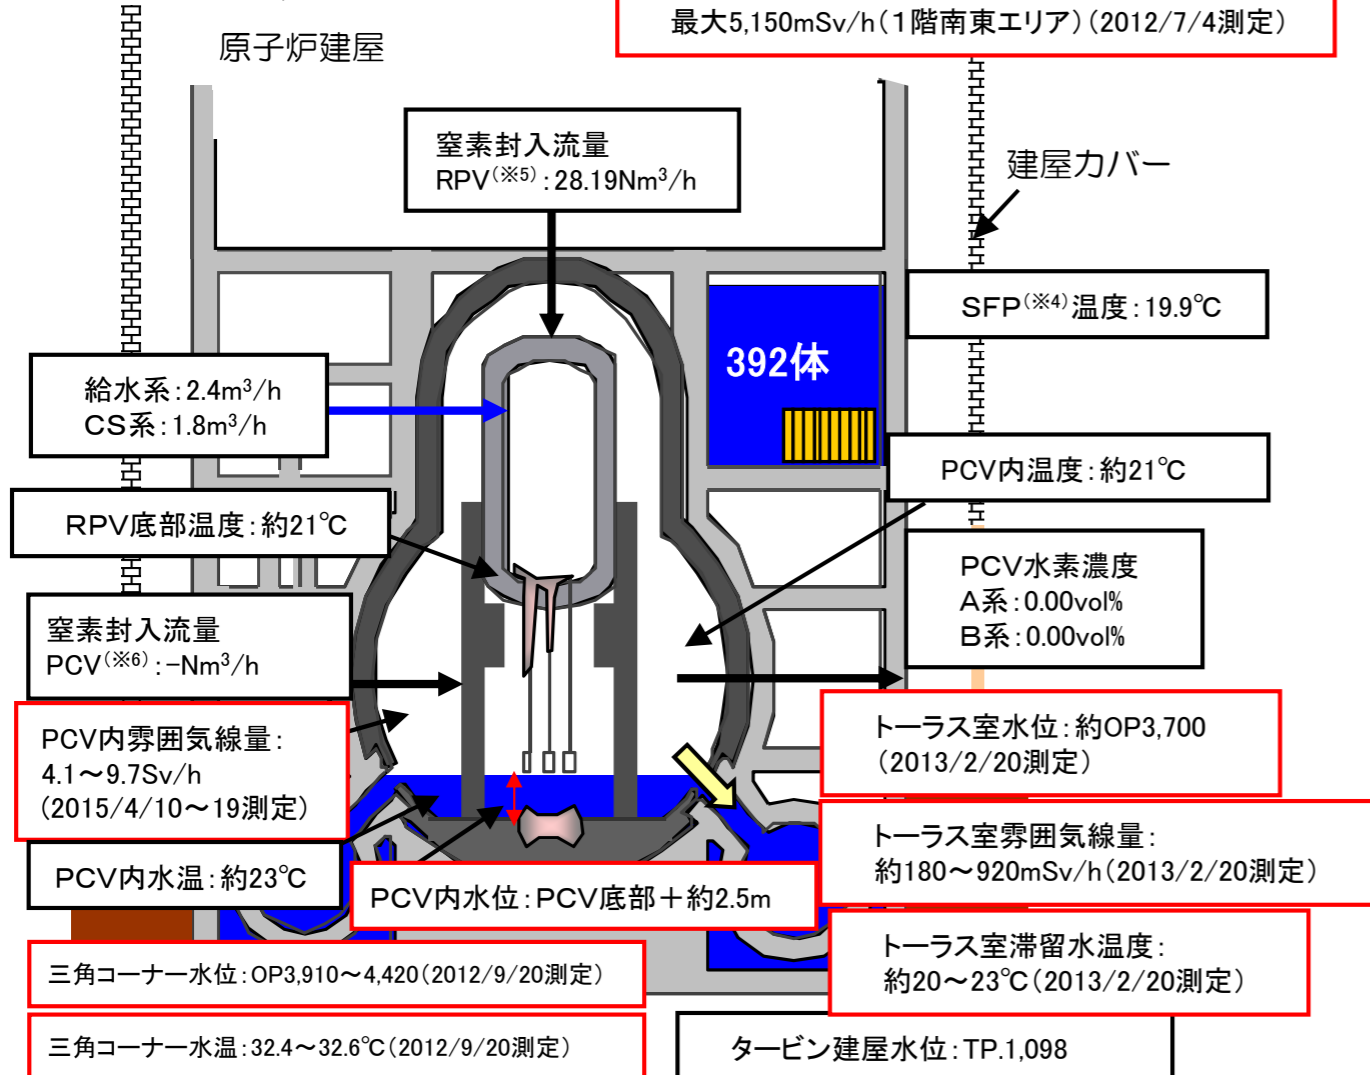 最大5,150mSv/h(1階南東エリア)(2012/7/4測定)
原子炉建屋
窒素封入流量
RPV(※5):28.19Nm³/h
建屋カバー
SFP(※4)温度:19.9℃
392体
給水系:2.4m³/h
CS系:1.8m³/h
PCV内温度:約21℃
RPV底部温度:約21℃
PCV水素濃度
A系:0.00vol%
B系:0.00vol%
窒素封入流量
PCV(※6):-Nm³/h
PCV内雰囲気線量:
4.1~9.7Sv/h
(2015/4/10~19測定)
トーラス室水位:約OP3,700
(2013/2/20測定)
トーラス室雰囲気線量:
約180~920mSv/h(2013/2/20測定)
PCV内水温:約23℃
PCV内水位:PCV底部+約2.5m
トーラス室滞留水温度:
約20~23℃(2013/2/20測定)
三角コーナー水位:OP3,910~4,420(2012/9/20測定)
三角コーナー水温:32.4~32.6℃(2012/9/20測定)
タービン建屋水位:TP.1,098